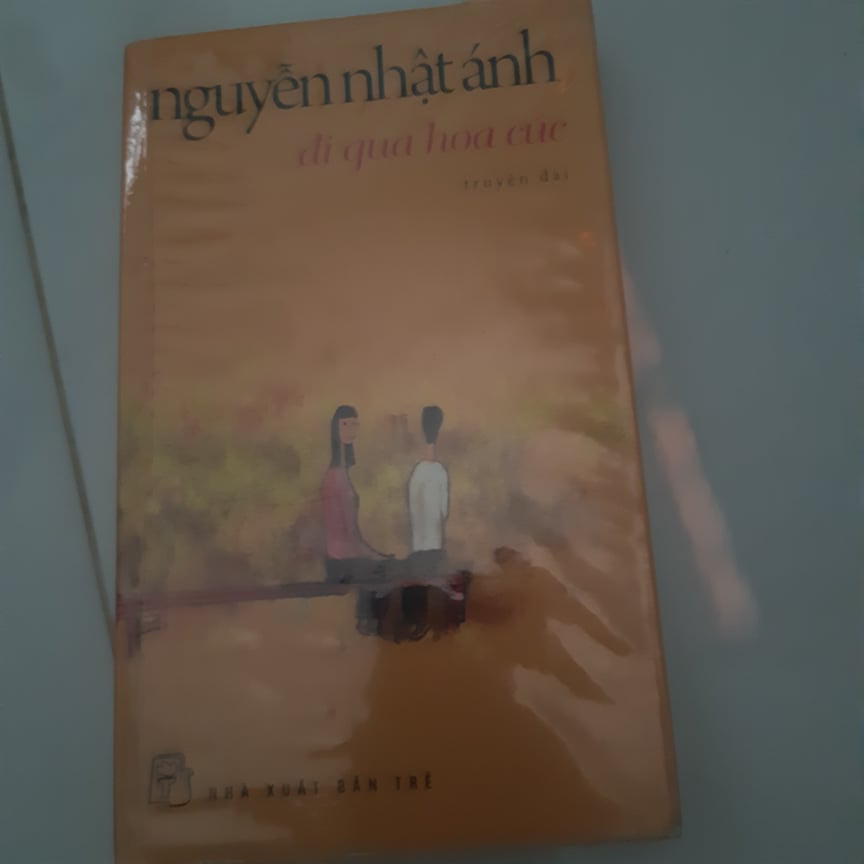 nguyễn nhật ánh
đi qua hoa cúc
truyện dài
NHÀ XUẤT BẢN TRẺ